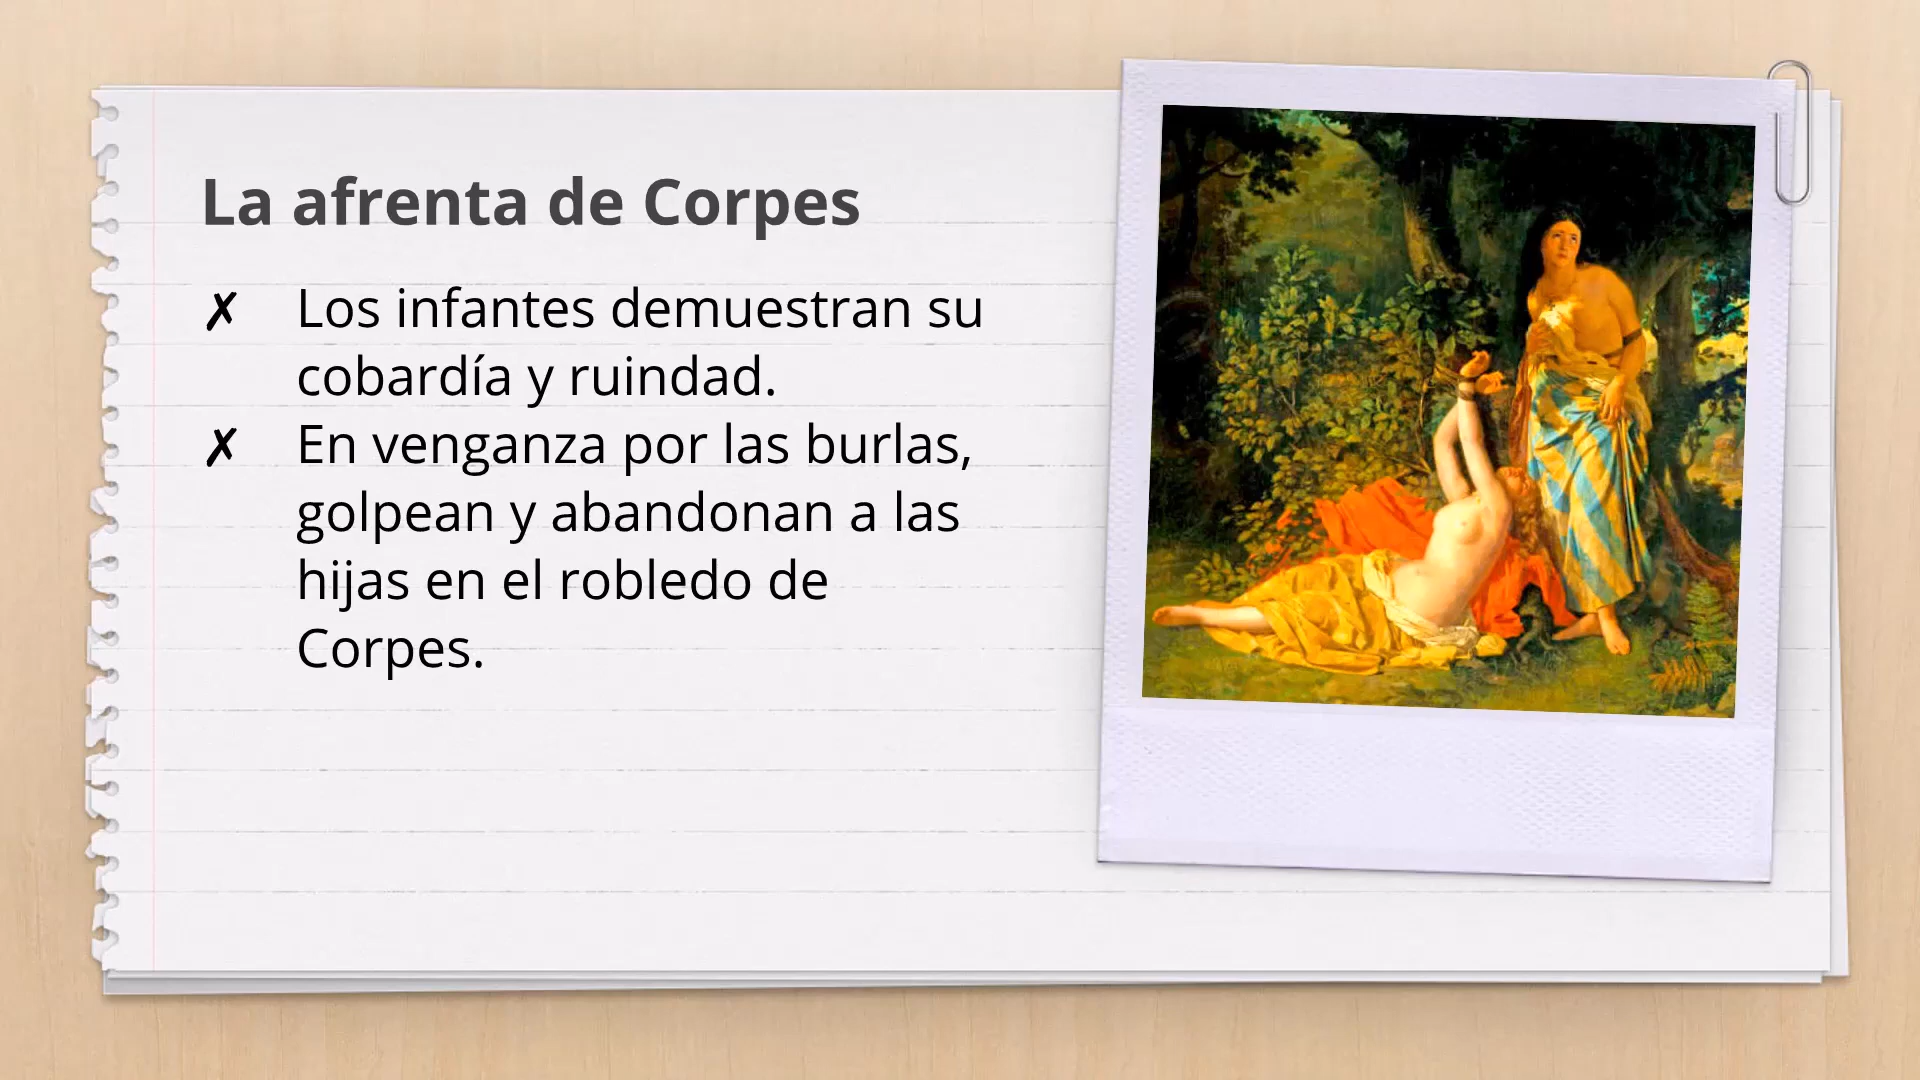 La afrenta de Corpes
✗ Los infantes demuestran su
cobardía y ruindad.
✗ En venganza por las burlas,
golpean y abandonan a las
hijas en el robledo de
Corpes.